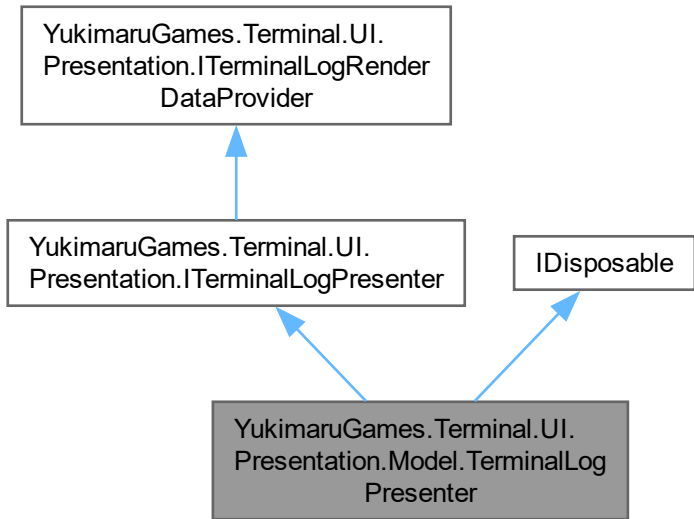 YukimaruGames.Terminal.UI.
Presentation.ITerminalLogRender
DataProvider
YukimaruGames.Terminal.UI.
Presentation.ITerminalLogPresenter
IDisposable
YukimaruGames.Terminal.UI.
Presentation.Model.TerminalLog
Presenter